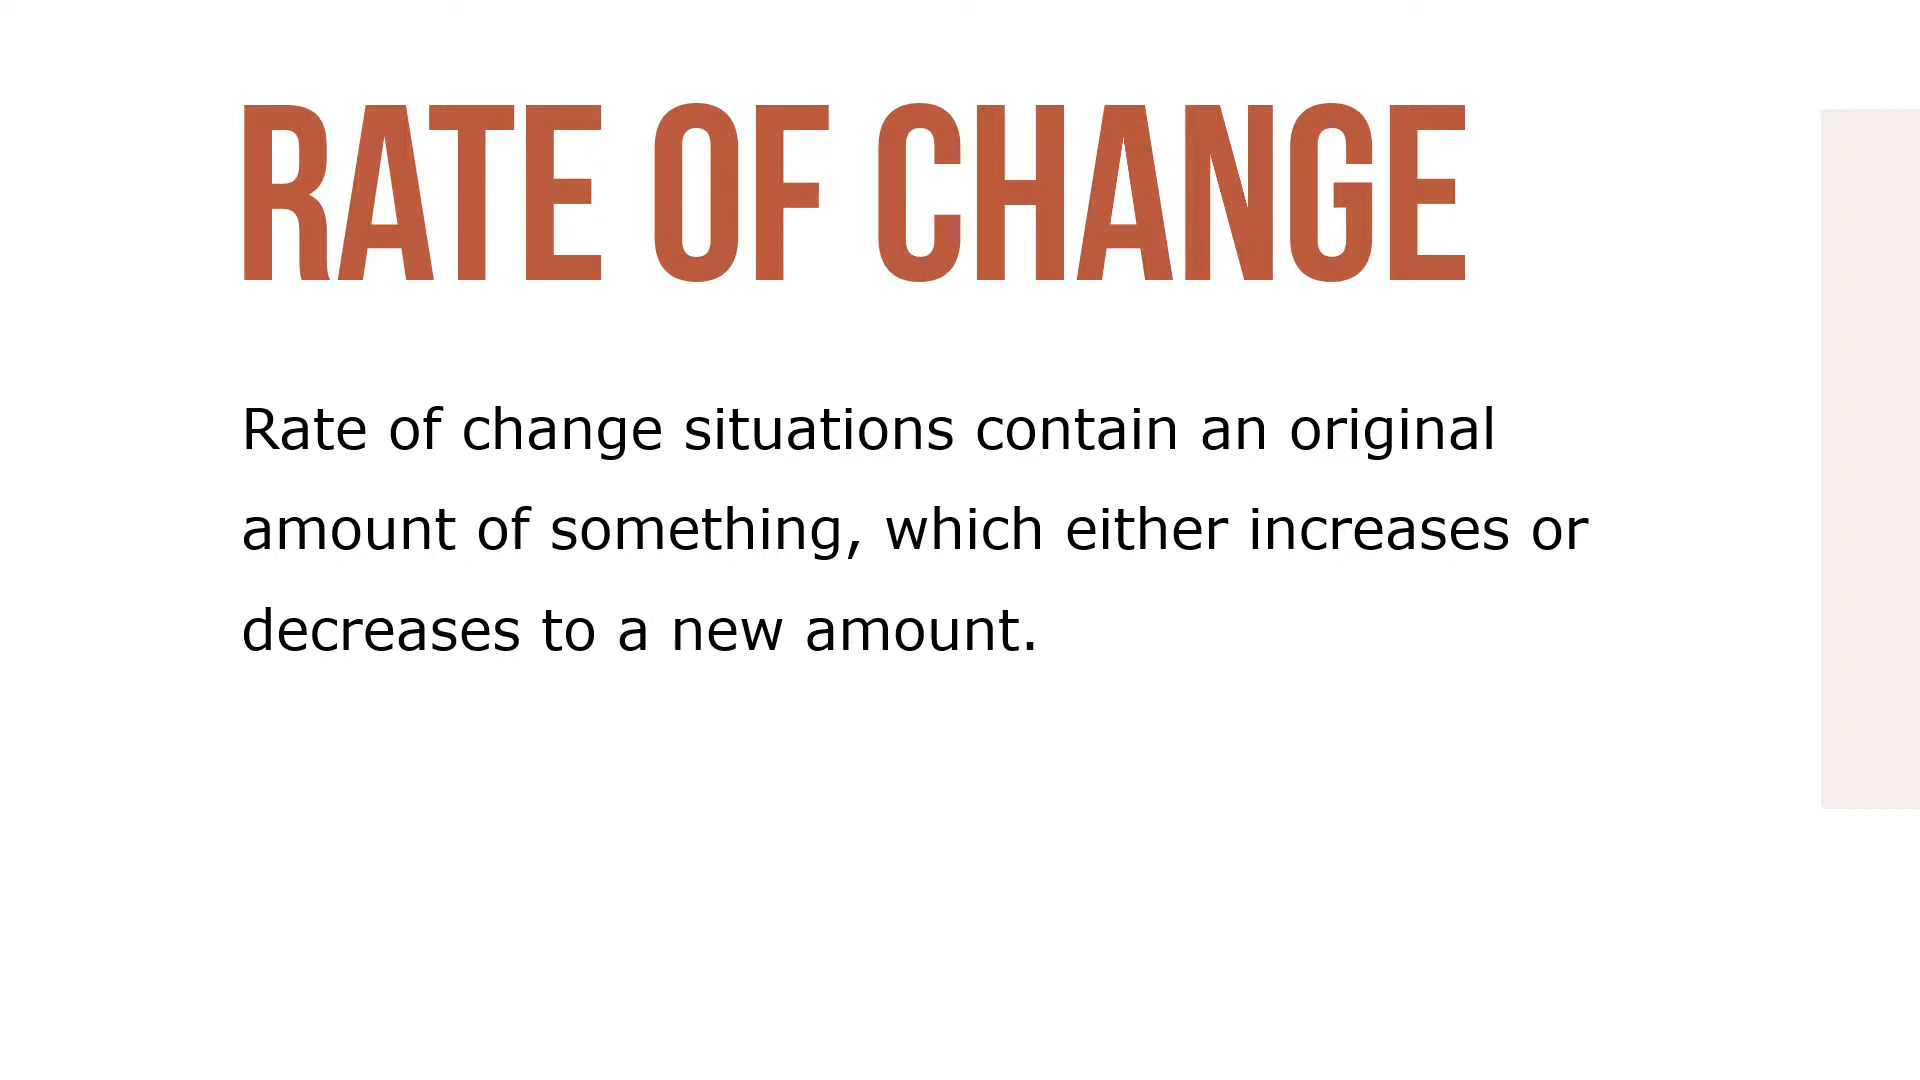 RATE OF CHANGE
Rate of change situations contain an original
amount of something, which either increases or
decreases to a new amount.